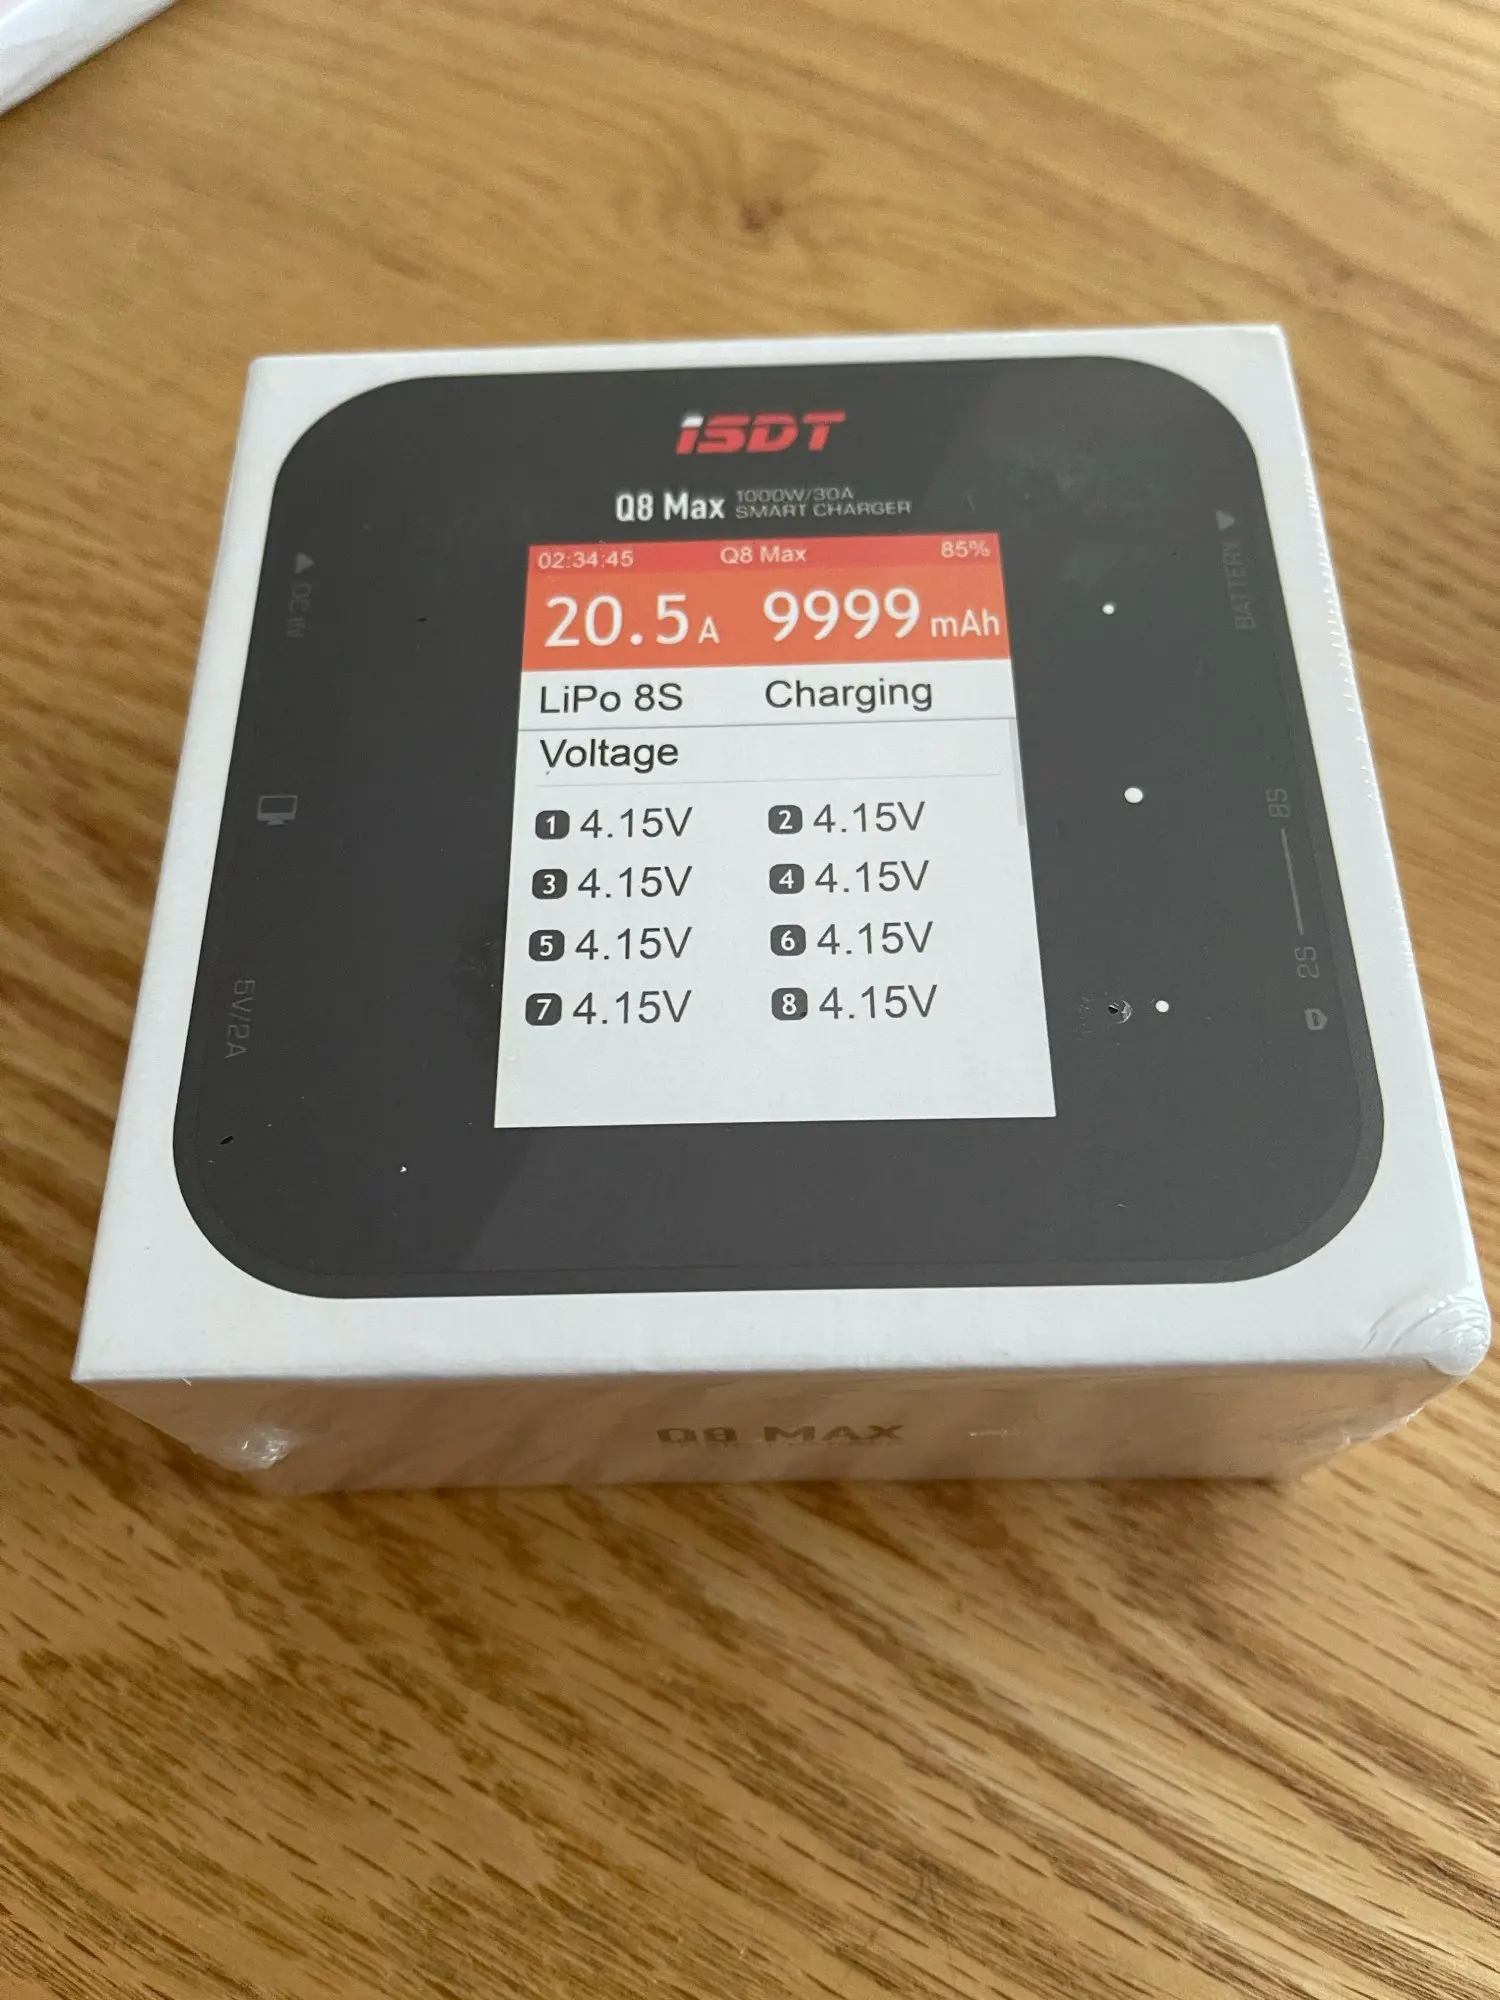 iSDT
Q8 Max 1000W/30A
SMART CHARGER
02:34:45 Q8 Max 85%
20.5A 9999mAh
LiPo 8S Charging
Voltage
1 4.15V 2 4.15V
3 4.15V 4 4.15V
5 4.15V 6 4.15V
7 4.15V 8 4.15V
DC IN
5V/2A
BATTERY
8S
2S
Q8 MAX